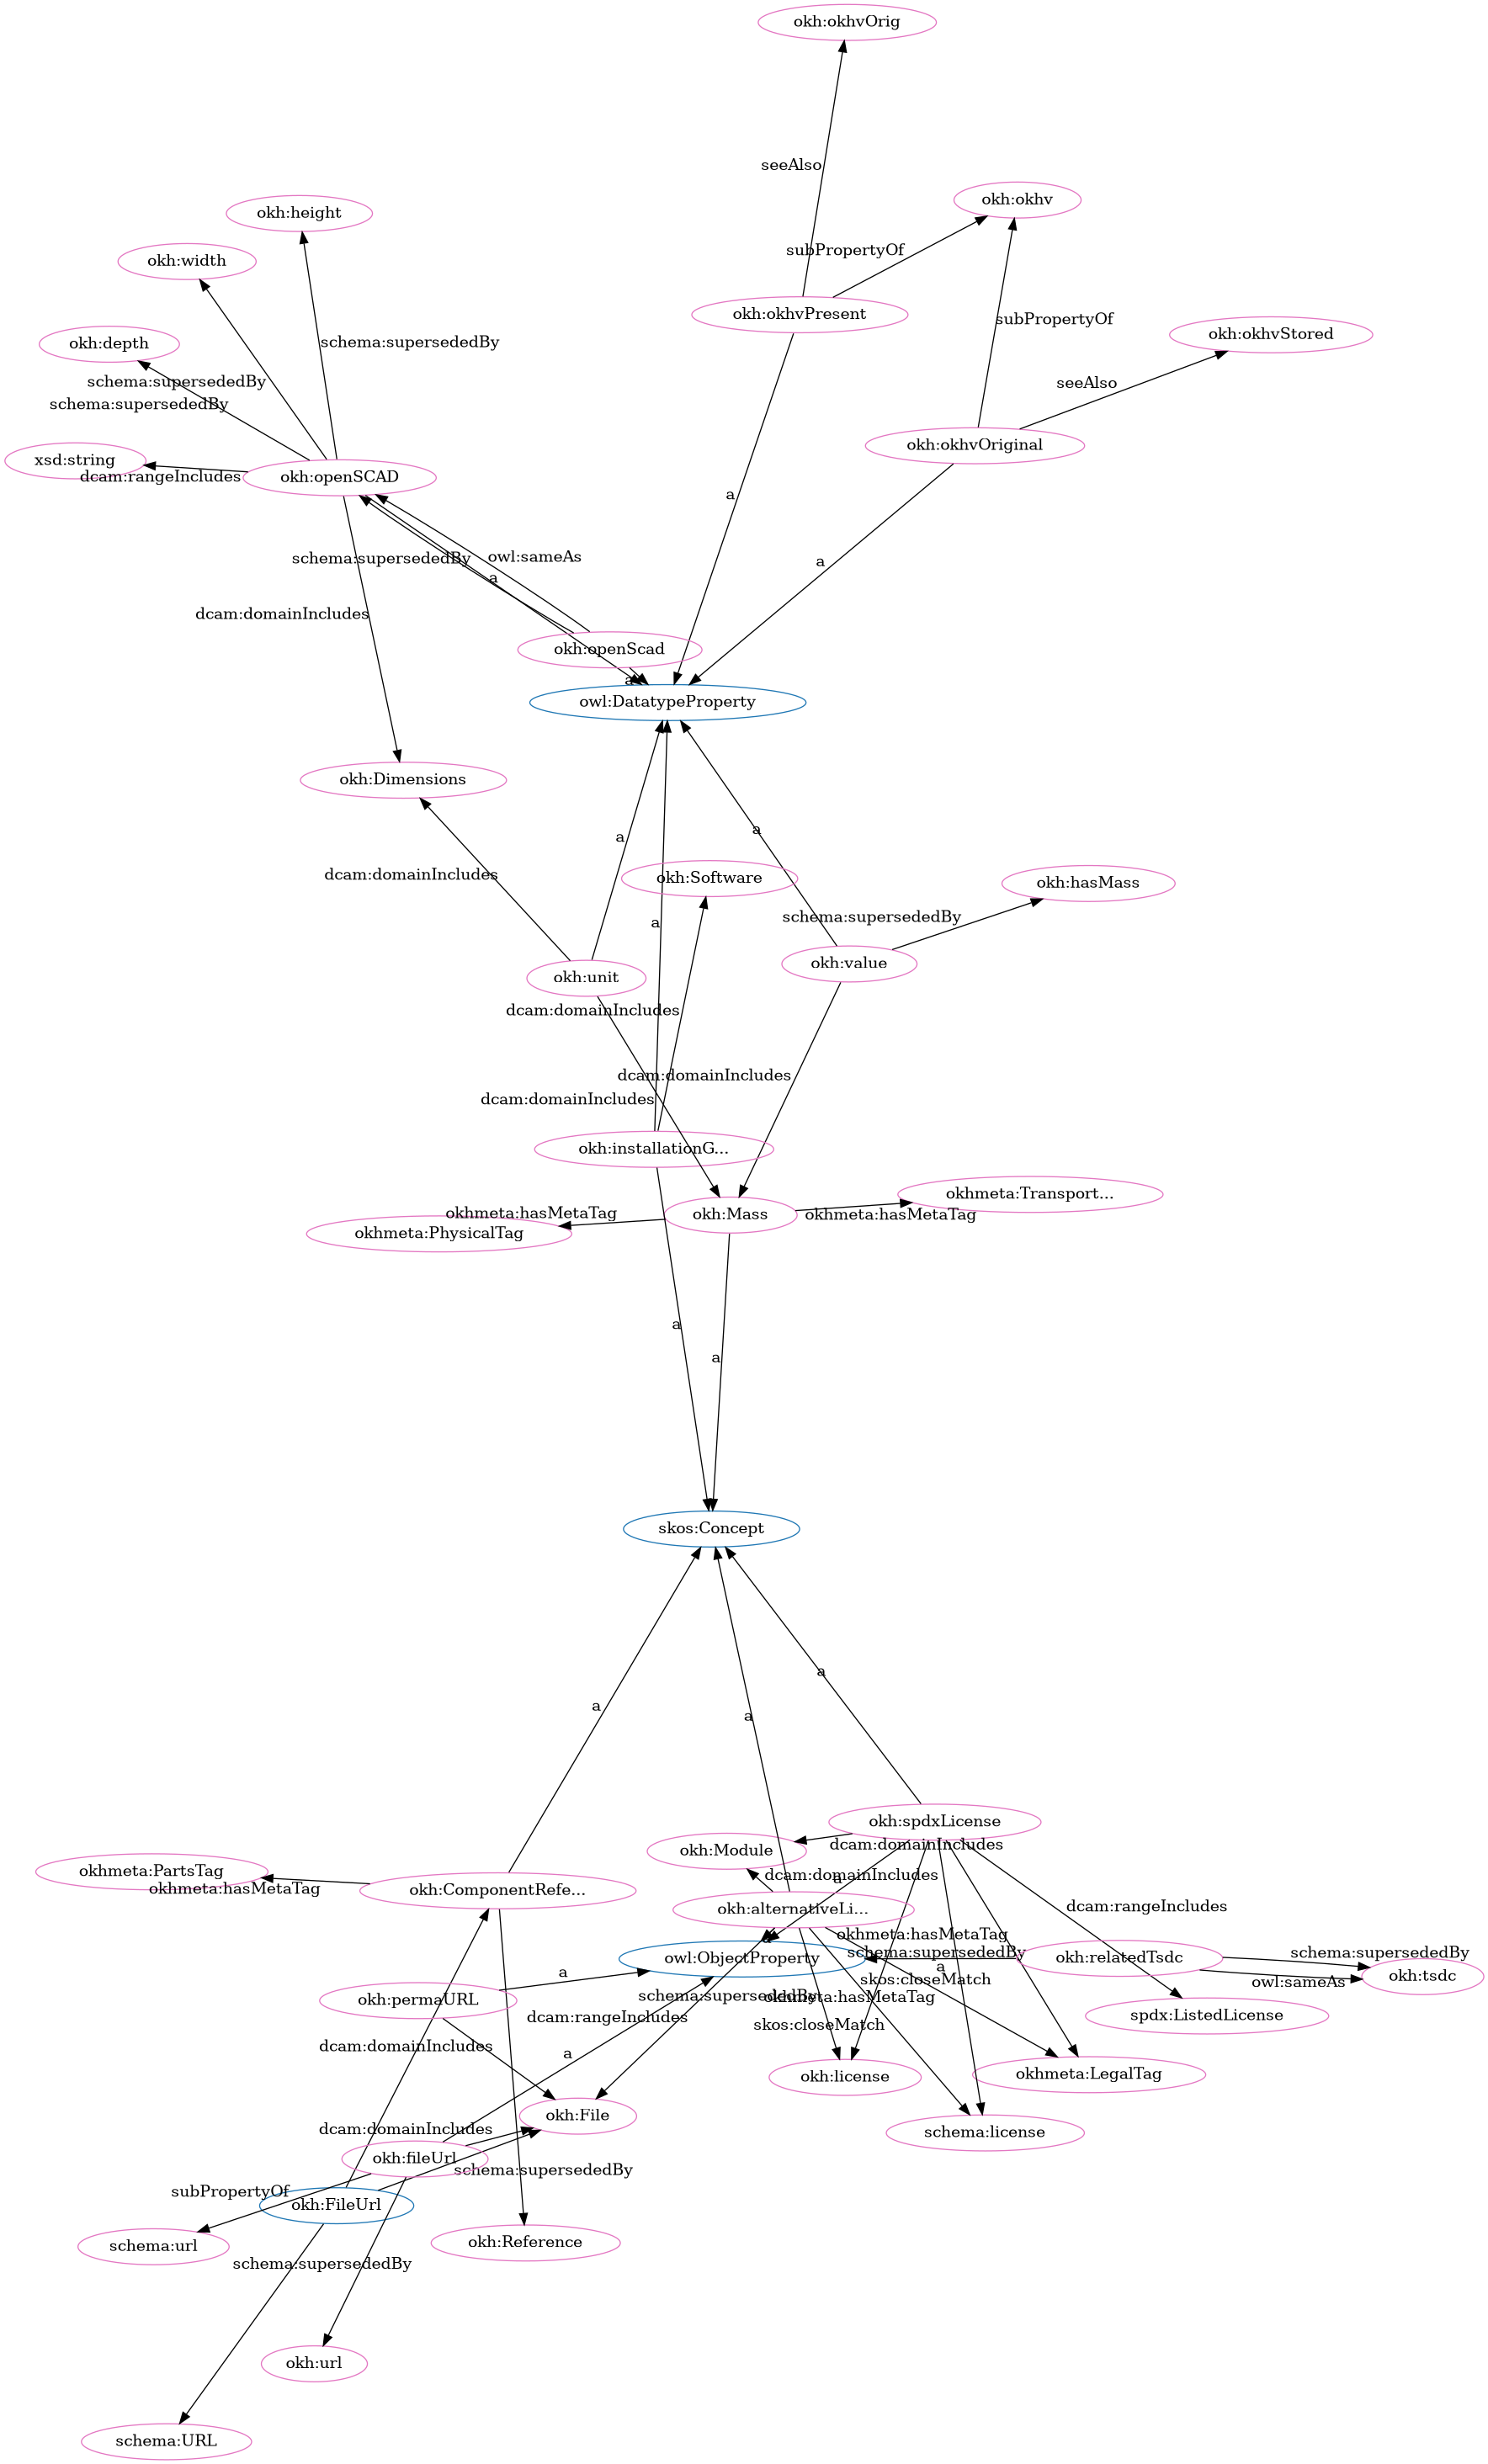 okh:okhvOrig
seeAlso
okh:okhv
okh:height
subPropertyOf
okh:width
okh:okhvPresent
subPropertyOf
okh:okhvStored
okh:depth
schema:supersededBy
schema:supersededBy
seeAlso
schema:supersededBy
okh:okhvOriginal
xsd:string
dcam:rangeIncludes
okh:openSCAD
a
schema:supersededBy
owl:sameAs
a
a
dcam:domainIncludes
okh:openScad
a
owl:DatatypeProperty
okh:Dimensions
a
a
dcam:domainIncludes
okh:Software
okh:hasMass
a
schema:supersededBy
okh:value
okh:unit
dcam:domainIncludes
dcam:domainIncludes
dcam:domainIncludes
okh:installationG...
okhmeta:Transport...
okhmeta:hasMetaTag
okh:Mass
okhmeta:hasMetaTag
okhmeta:PhysicalTag
a
a
skos:Concept
a
a
a
okh:spdxLicense
dcam:domainIncludes
okh:Module
okhmeta:PartsTag
okhmeta:hasMetaTag
okh:ComponentRefe...
dcam:domainIncludes
a
dcam:rangeIncludes
okh:alternativeLi...
okhmeta:hasMetaTag
a
schema:supersededBy
schema:supersededBy
owl:ObjectProperty
okh:relatedTsdc
a
owl:sameAs
okh:tsdc
a
skos:closeMatch
okh:permaURL
schema:supersededBy
okhmeta:hasMetaTag
dcam:rangeIncludes
spdx:ListedLicense
skos:closeMatch
dcam:domainIncludes
a
okh:license
okhmeta:LegalTag
okh:File
dcam:domainIncludes
schema:license
okh:fileUrl
schema:supersededBy
subPropertyOf
okh:FileUrl
schema:url
okh:Reference
schema:supersededBy
okh:url
schema:URL